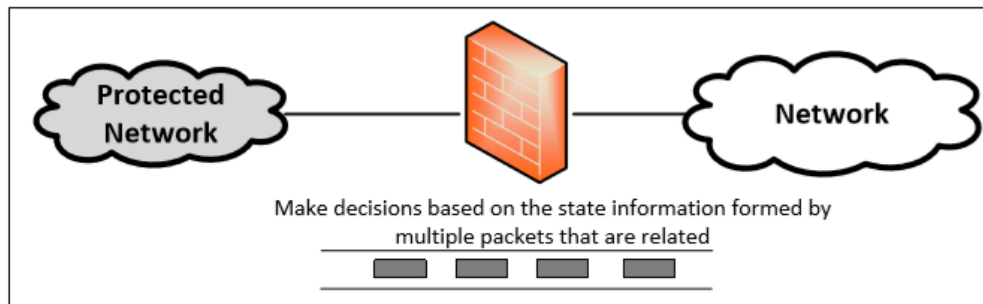 Protected
Network
Network
Make decisions based on the state information formed by
multiple packets that are related